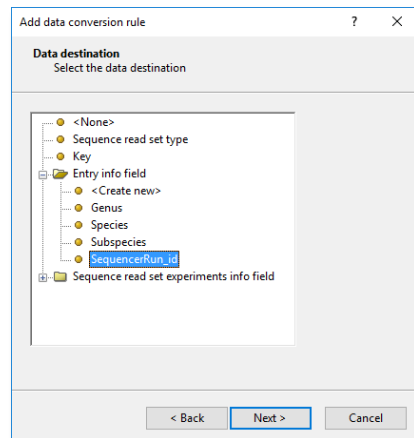 Add data conversion rule
Data destination
Select the data destination
<None>
Sequence read set type
Key
Entry info field
<Create new>
Genus
Species
Subspecies
SequencerRun_id
Sequence read set experiments info field
< Back Next > Cancel